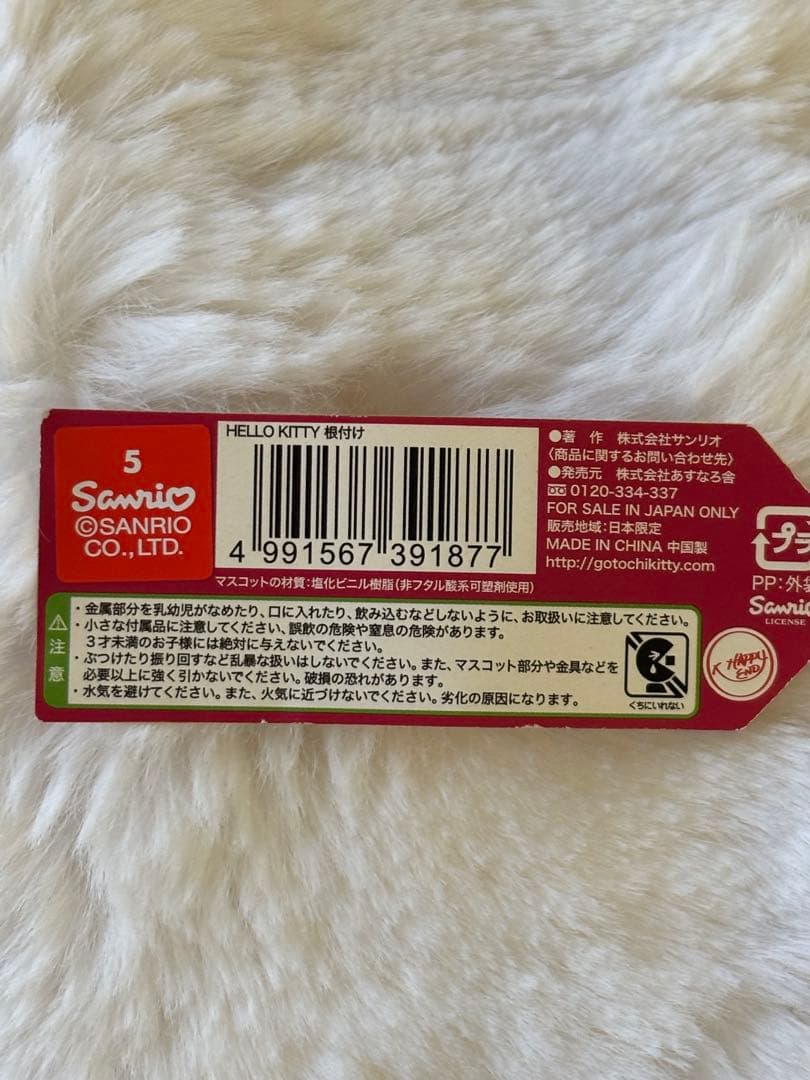 5
Sanrio
©SANRIO
CO.,LTD.
HELLO KITTY 根付け
4 991567 391877
マスコットの材質：塩化ビニル樹脂（非フタル酸系可塑剤使用）
●著　作　株式会社サンリオ
〈商品に関するお問い合わせ先〉
●発売元　株式会社あすなろ舎
0120-334-337
FOR SALE IN JAPAN ONLY
販売地域：日本限定
MADE IN CHINA 中国製
http://gotochikitty.com
プラ
PP：外袋
Sanrio
LICENSE
HAPPY
END
注意
・金属部分を乳幼児がなめたり、口に入れたり、飲み込むなどしないように、お取扱いに注意してください。
・小さな付属品に注意してください、誤飲の危険や窒息の危険があります。
３才未満のお子様には絶対に与えないでください。
・ぶつけたり振り回すなど乱暴な扱いはしないでください。また、マスコット部分や金具などを
必要以上に強く引かないでください。破損の恐れがあります。
・水気を避けてください。また、火気に近づけないでください。劣化の原因になります。
くちにいれない